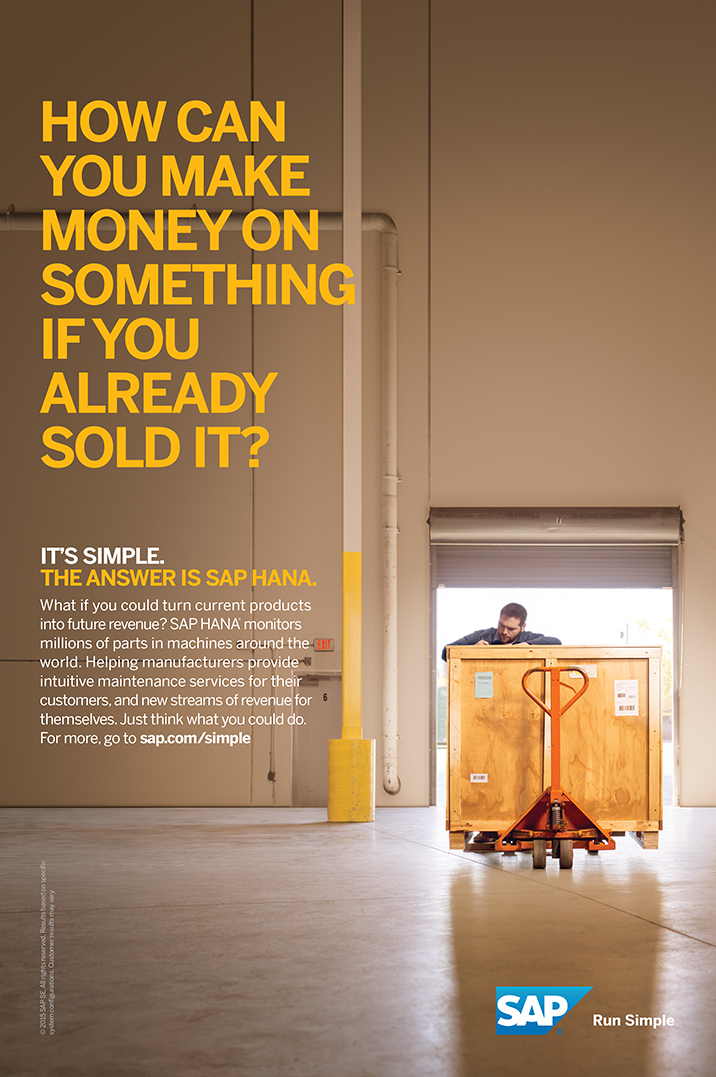 HOW CAN
YOU MAKE
MONEY ON
SOMETHING
IF YOU
ALREADY
SOLD IT?
IT'S SIMPLE.
THE ANSWER IS SAP HANA.
What if you could turn current products
into future revenue? SAP HANA® monitors
millions of parts in machines around the
world. Helping manufacturers provide
intuitive maintenance services for their
customers, and new streams of revenue for
themselves. Just think what you could do.
For more, go to sap.com/simple
EXIT
6
© 2015 SAP SE. All rights reserved. Results based on specific
system configurations. Customer results may vary.
SAP®
Run Simple